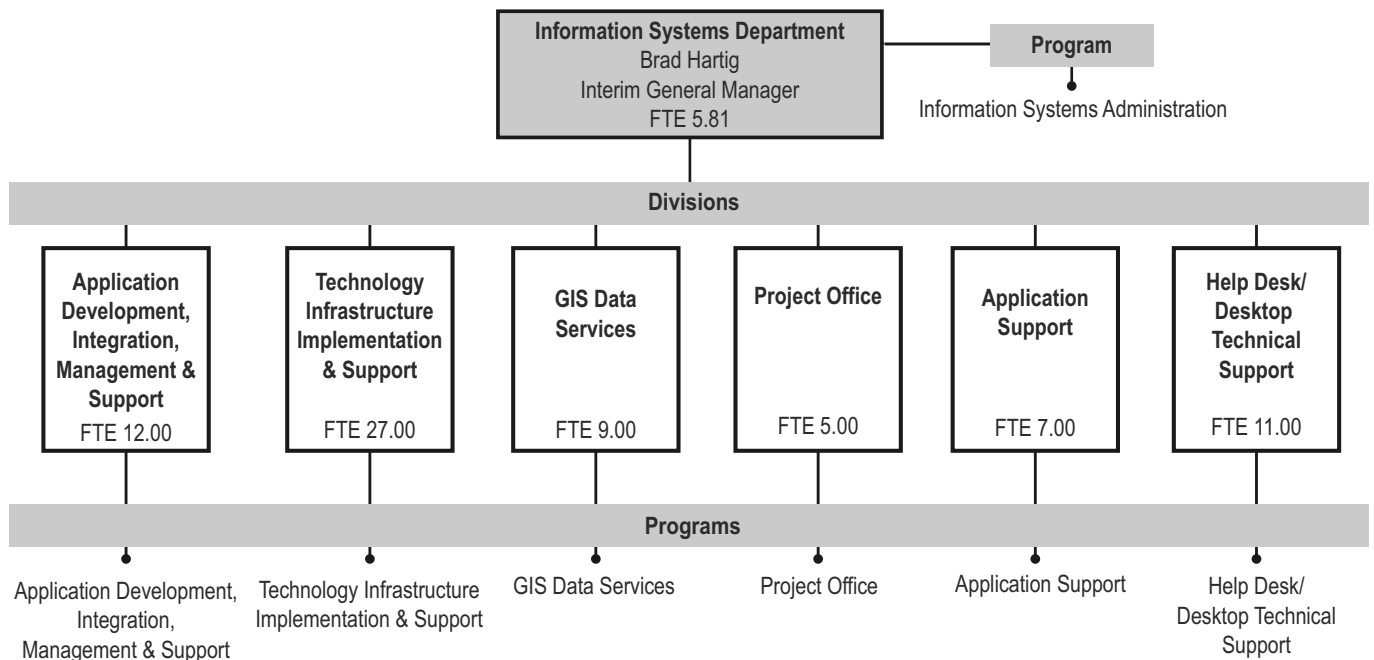 Information Systems Department
Brad Hartig
Interim General Manager
FTE 5.81
Program
Information Systems Administration
Divisions
Application
Development,
Integration,
Management &
Support
FTE 12.00
Technology
Infrastructure
Implementation
& Support
FTE 27.00
GIS Data
Services
FTE 9.00
Project Office
FTE 5.00
Application
Support
FTE 7.00
Help Desk/
Desktop
Technical
Support
FTE 11.00
Programs
Application Development,
Integration,
Management & Support
Technology Infrastructure
Implementation & Support
GIS Data Services
Project Office
Application Support
Help Desk/
Desktop Technical
Support